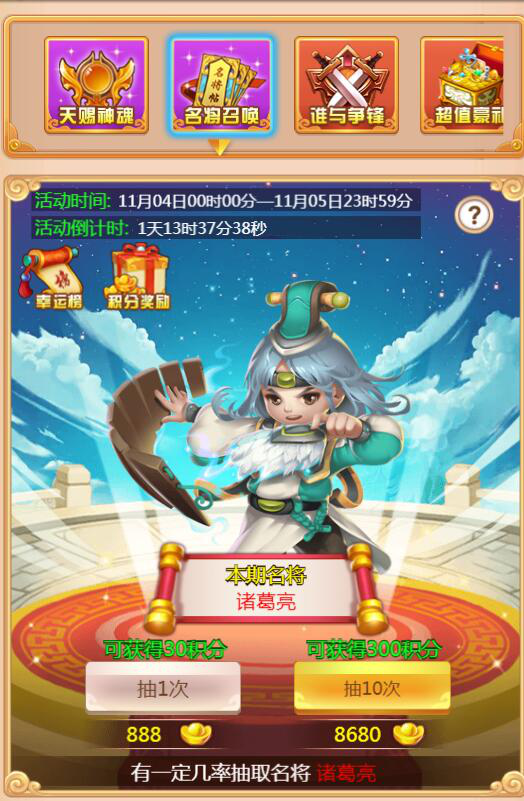 天赐神魂
名将召唤
谁与争锋
超值豪礼
名将帖
活动时间: 11月04日00时00分—11月05日23时59分
活动倒计时: 1天13时37分38秒
?
榜
幸运榜
积分奖励
本期名将
诸葛亮
可获得30积分
可获得300积分
抽1次
抽10次
888
8680
有一定几率抽取名将 诸葛亮